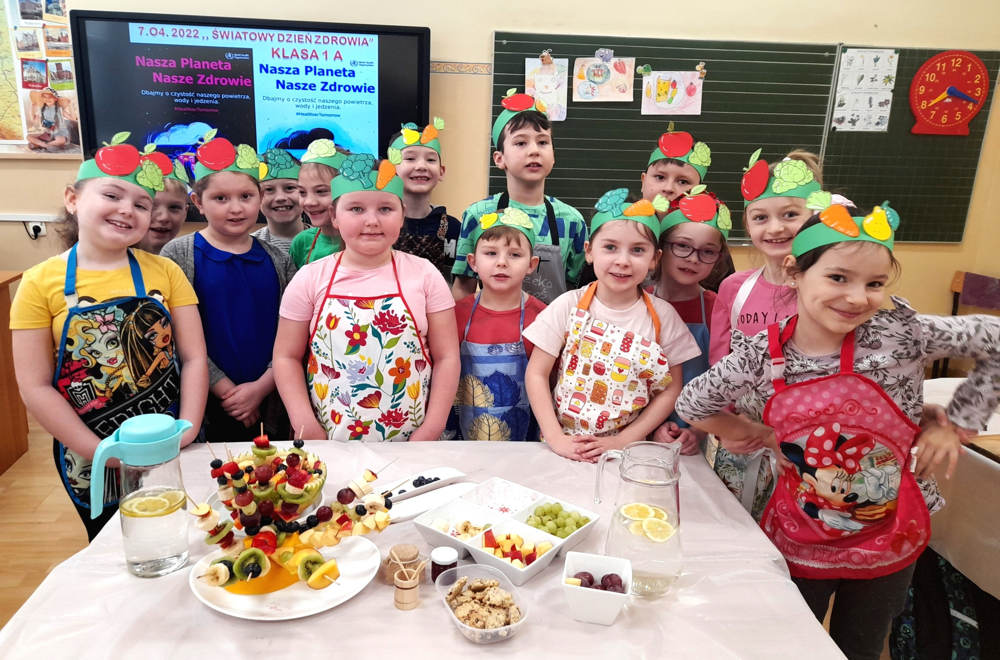 7.04.2022 ,, ŚWIATOWY DZIEŃ ZDROWIA"
KLASA 1 A
World Health
Organization
Nasza Planeta
Nasze Zdrowie
Dbajmy o czystość naszego powietrza,
wody i jedzenia.
#HealthierTomorrow
World Health
Organization
Nasza Planeta
Nasze Zdrowie
Dbajmy o czystość naszego powietrza,
wody i jedzenia.
#HealthierTomorrow
12
1
2
3
4
5
6
7
8
9
10
11
HELLO
TODAY I